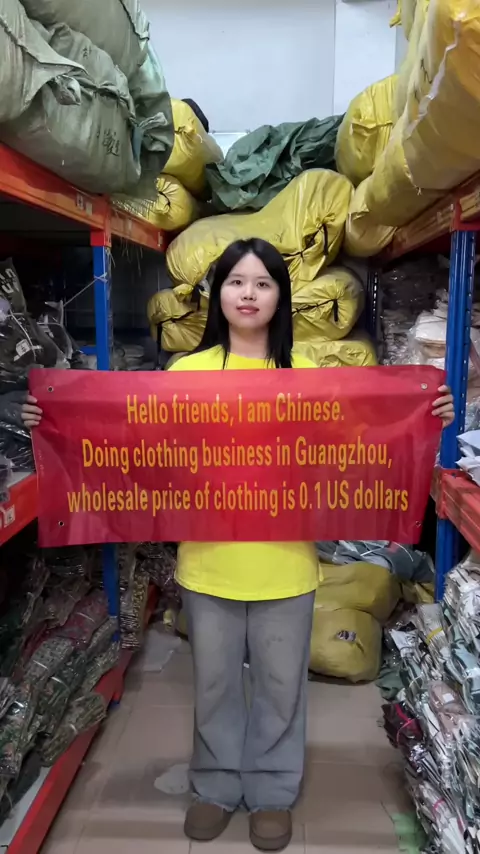 Hello friends, I am Chinese.
Doing clothing business in Guangzhou,
wholesale price of clothing is 0.1 US dollars